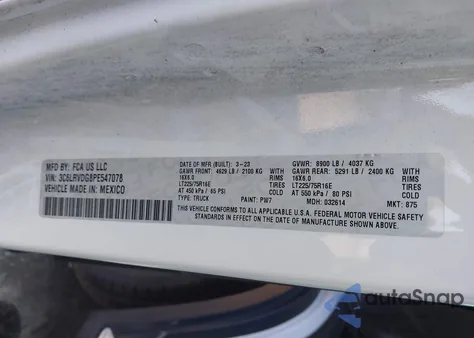 MFD. BY: FCA US LLC
VIN: 3C6LRVDG8PE547078
VEHICLE MADE IN: MEXICO
DATE OF MFR (BUILT): 3-23 GVWR: 8900 LB / 4037 KG
GAWR FRONT: 4629 LB / 2100 KG WITH GAWR REAR: 5291 LB / 2400 KG WITH
16X6.0 RIMS 16X6.0 RIMS
LT225/75R16E TIRES LT225/75R16E TIRES
AT 450 kPa / 65 PSI COLD AT 550 kPa / 80 PSI COLD
TYPE: TRUCK PAINT: PW7 MDH: 032614 MKT: 875
THIS VEHICLE CONFORMS TO ALL APPLICABLE U.S.A. FEDERAL MOTOR VEHICLE SAFETY
STANDARDS IN EFFECT ON THE DATE OF MANUFACTURE SHOWN ABOVE.
autoSnap